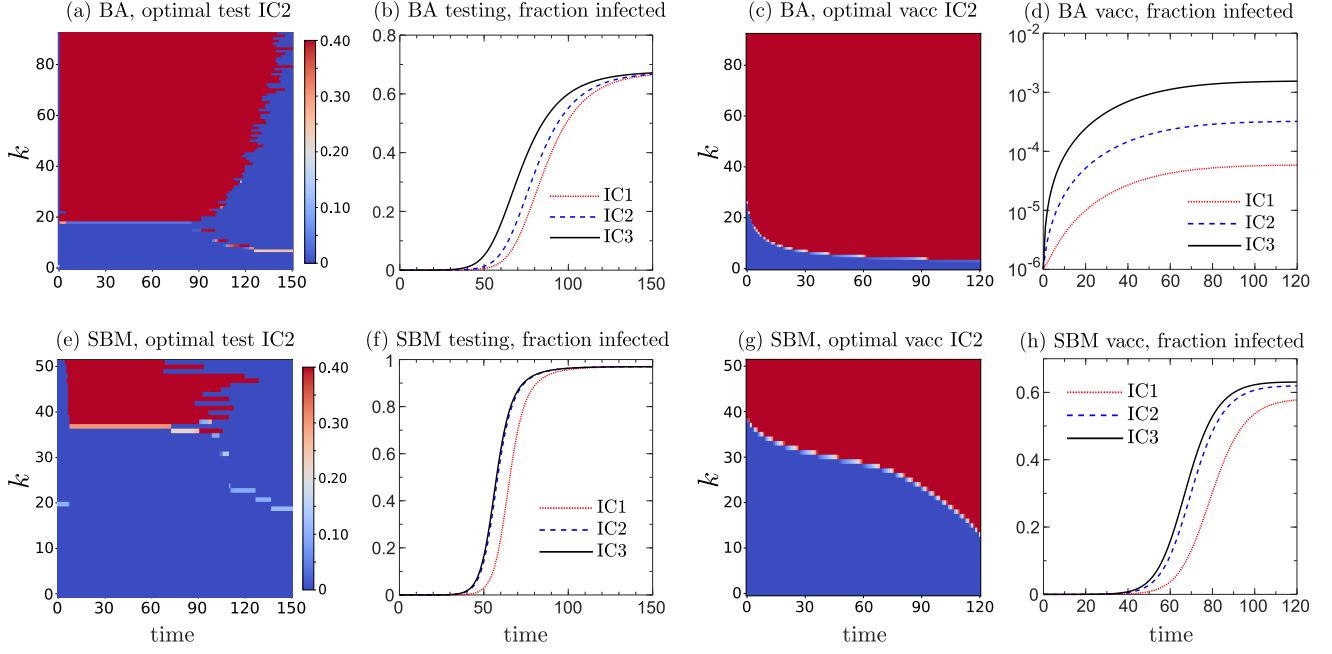 (a) BA, optimal test IC2
(b) BA testing, fraction infected
(c) BA, optimal vacc IC2
(d) BA vacc, fraction infected
k
80
60
40
20
0
0 30 60 90 120 150
0.40
0.30
0.20
0.10
0
0.8
0.6
0.4
0.2
0
0 50 100 150
IC1
IC2
IC3
k
80
60
40
20
0
0 30 60 90 120
10-2
10-3
10-4
10-5
10-6
0 20 40 60 80 100 120
IC1
IC2
IC3
(e) SBM, optimal test IC2
(f) SBM testing, fraction infected
(g) SBM, optimal vacc IC2
(h) SBM vacc, fraction infected
k
50
40
30
20
10
0
0 30 60 90 120 150
time
0.40
0.30
0.20
0.10
0
1
0.8
0.6
0.4
0.2
0
0 50 100 150
time
IC1
IC2
IC3
k
50
40
30
20
10
0
0 30 60 90 120
time
0.6
0.4
0.2
0.0
0 20 40 60 80 100 120
time
IC1
IC2
IC3